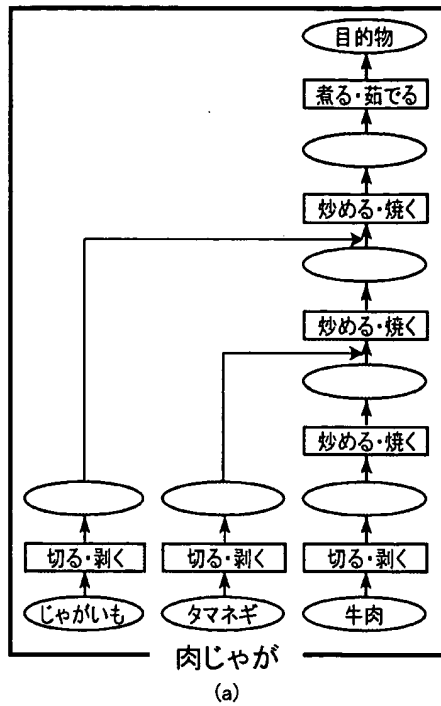 目的物
煮る・茹でる
炒める・焼く
炒める・焼く
炒める・焼く
切る・剥く
切る・剥く
切る・剥く
じゃがいも
タマネギ
牛肉
肉じゃが
(a)